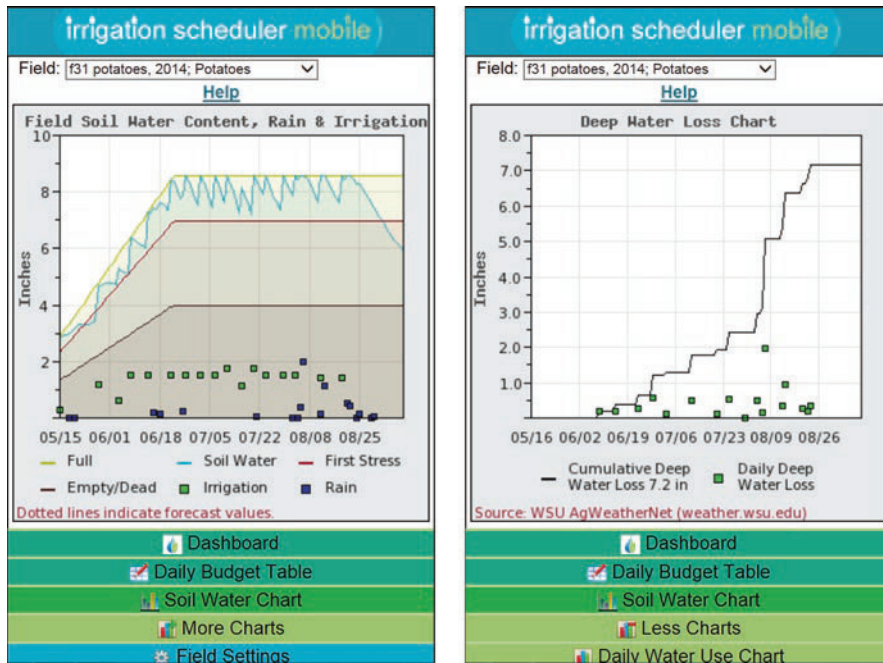 irrigation scheduler mobile
Field: f31 potatoes, 2014; Potatoes
Help
Field Soil Water Content, Rain & Irrigation
10
8
6
4
2
Inches
05/15 06/01 06/18 07/05 07/22 08/08 08/25
Full Soil Water First Stress
Empty/Dead Irrigation Rain
Dotted lines indicate forecast values.
Dashboard
Daily Budget Table
Soil Water Chart
More Charts
Field Settings
irrigation scheduler mobile
Field: f31 potatoes, 2014; Potatoes
Help
Deep Water Loss Chart
8.0
7.0
6.0
5.0
4.0
3.0
2.0
1.0
Inches
05/16 06/02 06/19 07/06 07/23 08/09 08/26
Cumulative Deep
Water Loss 7.2 in
Daily Deep
Water Loss
Source: WSU AgWeatherNet (weather.wsu.edu)
Dashboard
Daily Budget Table
Soil Water Chart
Less Charts
Daily Water Use Chart